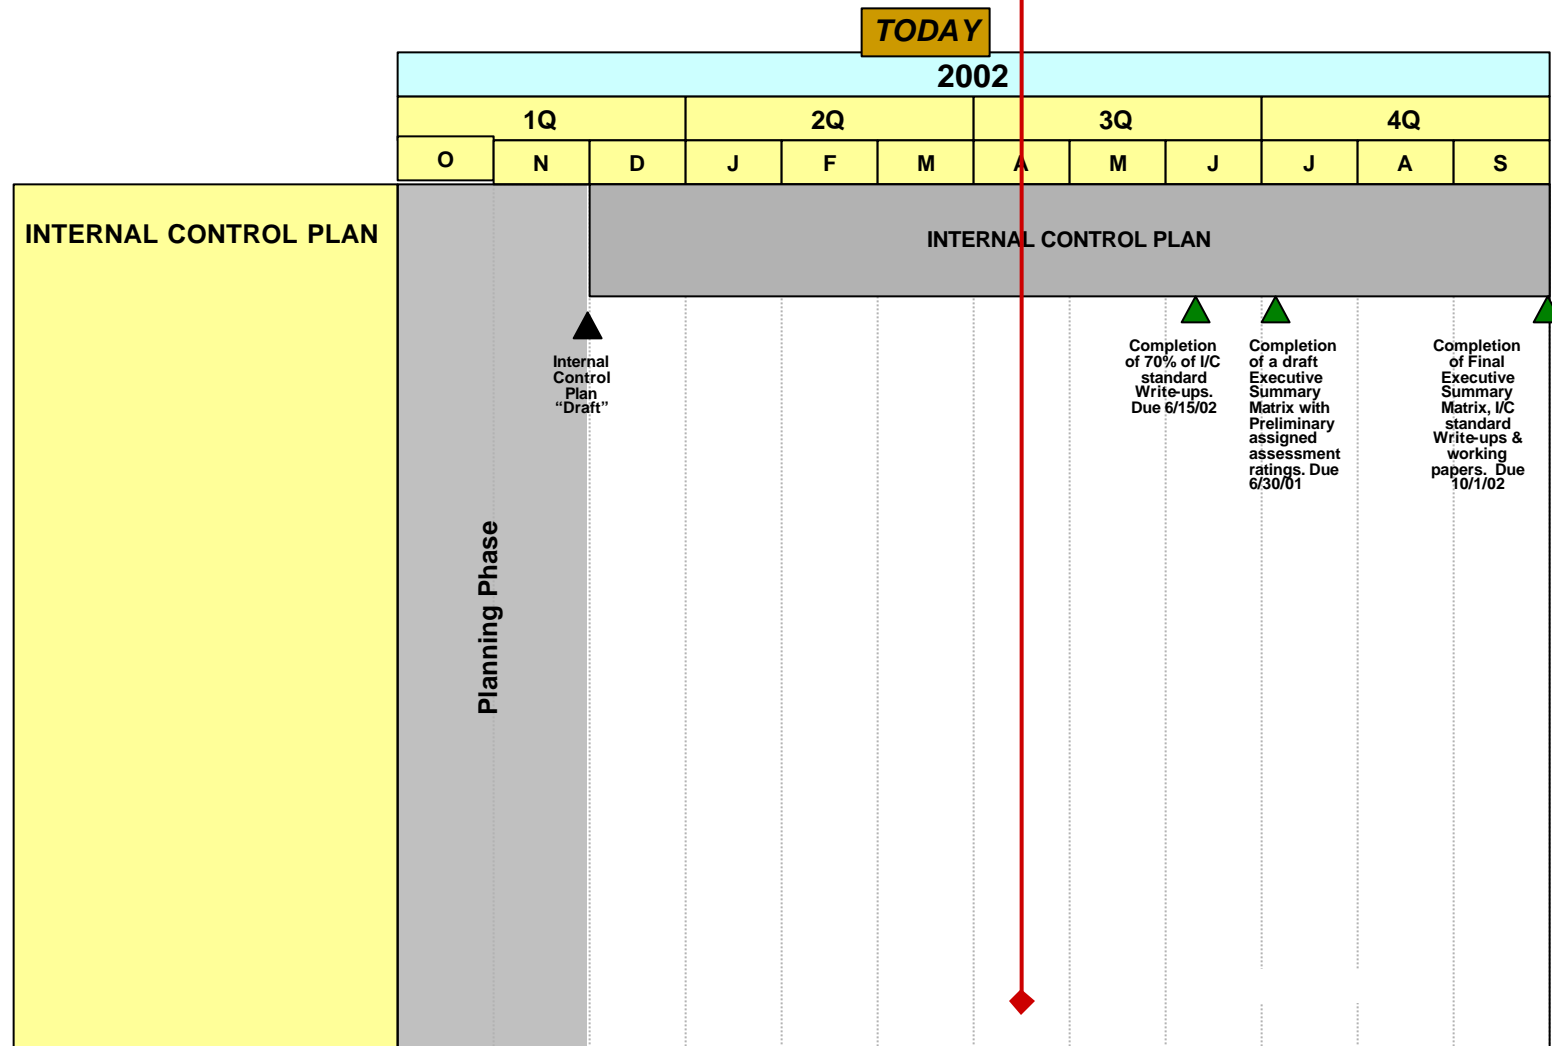 TODAY
2002
1Q 2Q 3Q 4Q
O N D J F M A M J J A S
INTERNAL CONTROL PLAN
INTERNAL CONTROL PLAN
Internal
Control
Plan
“Draft”
Completion
of 70% of I/C
standard
Write-ups.
Due 6/15/02
Completion
of a draft
Executive
Summary
Matrix with
Preliminary
assigned
assessment
ratings. Due
6/30/01
Completion
of Final
Executive
Summary
Matrix, I/C
standard
Write-ups &
working
papers. Due
10/1/02
Planning Phase